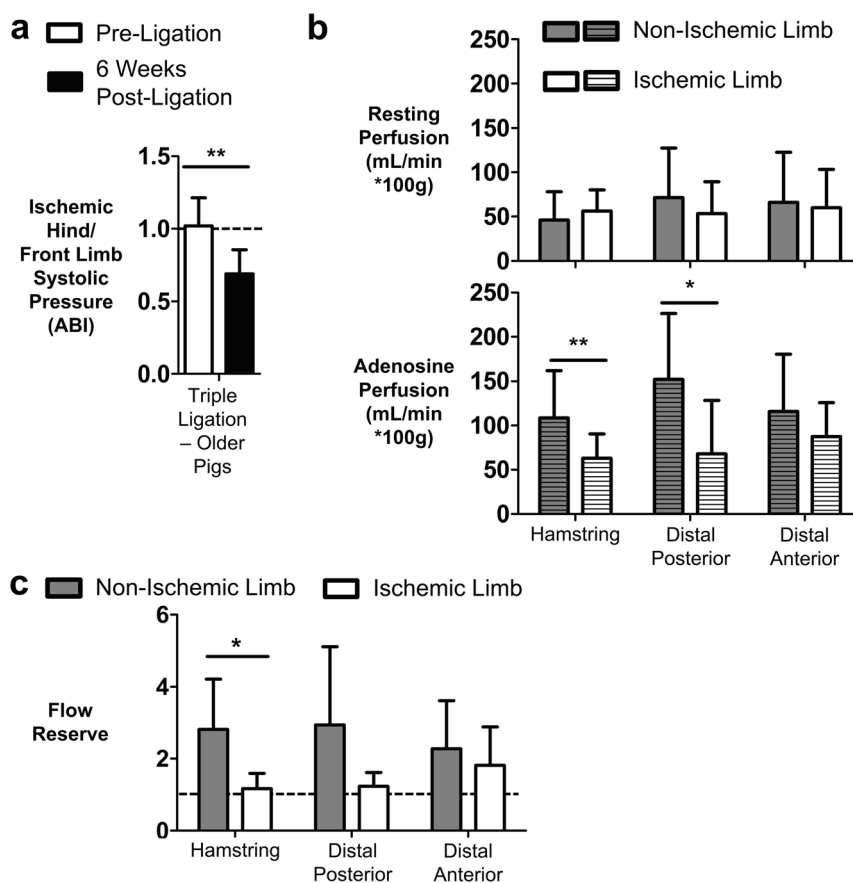 a
Pre-Ligation
6 Weeks
Post-Ligation
1.5
1.0
0.5
0.0
**
Ischemic
Hind/
Front Limb
Systolic
Pressure
(ABI)
Triple
Ligation
– Older
Pigs
b
Non-Ischemic Limb
Ischemic Limb
250
200
150
100
50
0
Resting
Perfusion
(mL/min
*100g)
250
200
150
100
50
0
Adenosine
Perfusion
(mL/min
*100g)
**
*
Hamstring
Distal
Posterior
Distal
Anterior
c
Non-Ischemic Limb
Ischemic Limb
6
4
2
0
Flow
Reserve
*
Hamstring
Distal
Posterior
Distal
Anterior